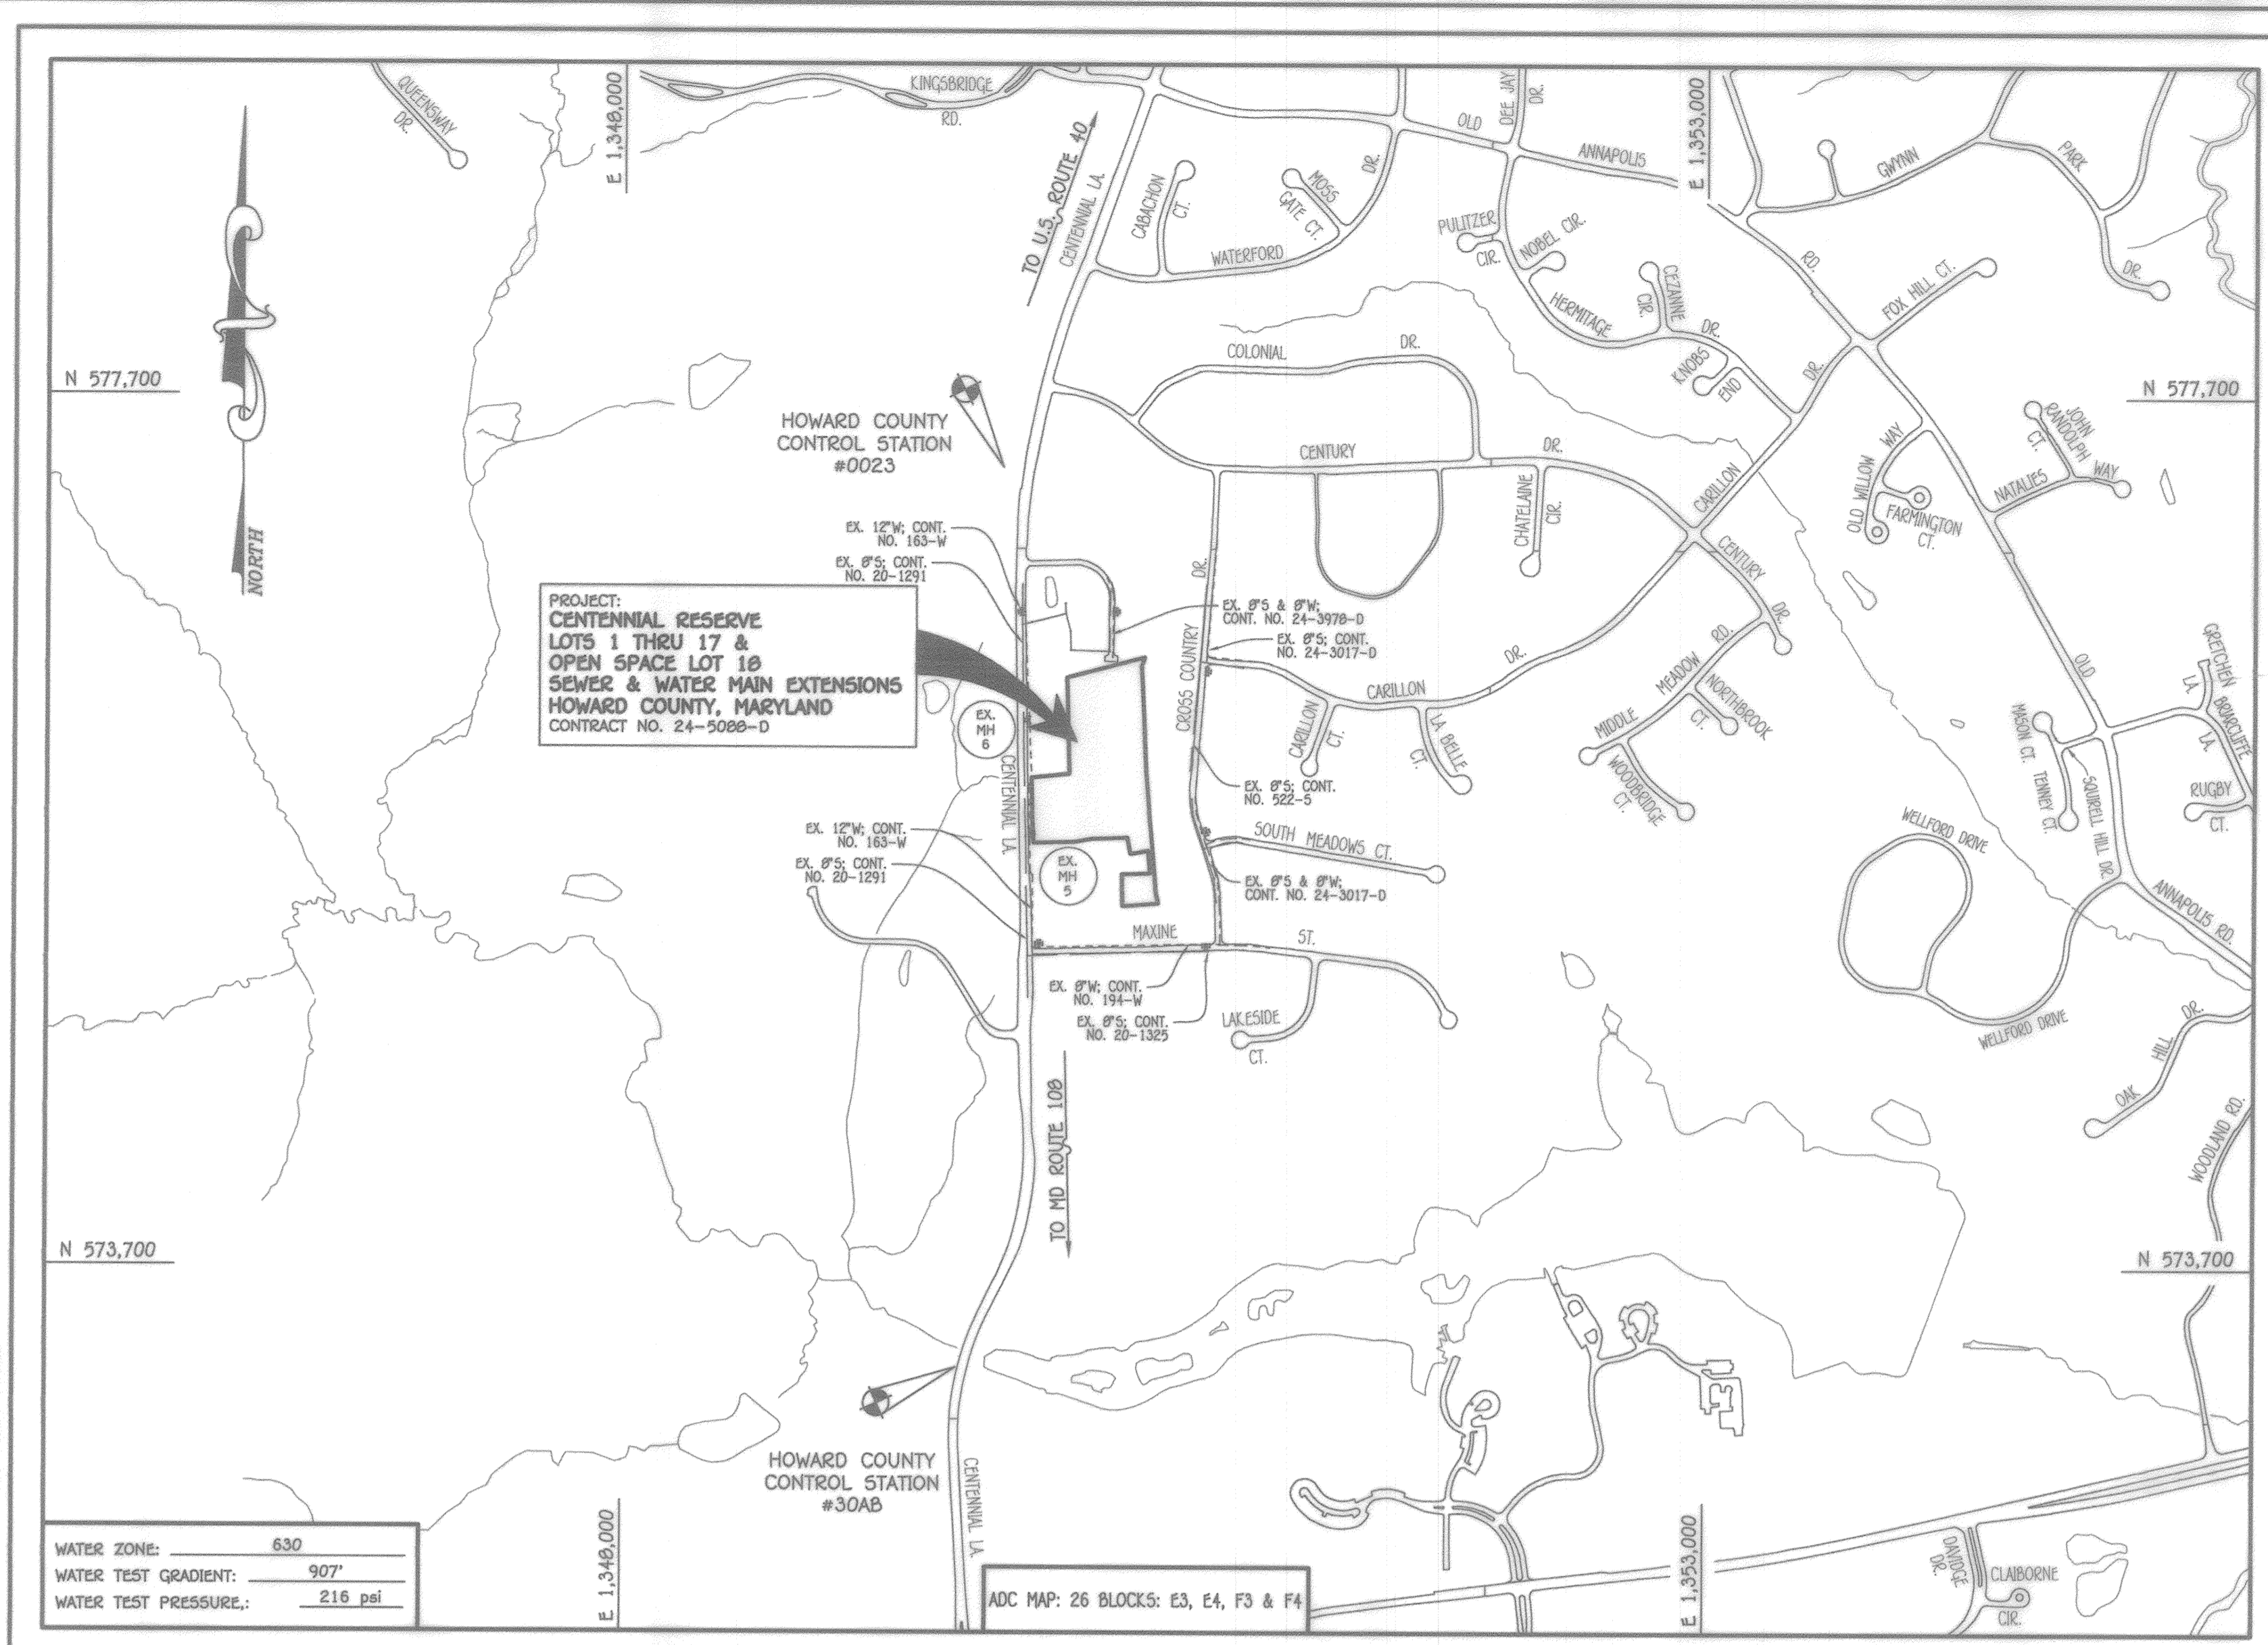 QUEENSWAY
DR.
E 1,348,000
KINGSBRIDGE
RD.
TO U.S. ROUTE 40
CENTENNIAL LA.
CABACHON
CT.
MOSS
GATE CT.
DR.
WATERFORD
OLD
DEE JAY
DR.
ANNAPOLIS
E 1,353,000
GWYNN
PARK
DR.
PULITZER
CIR.
NOBEL CIR.
CEZANNE
CIR.
HERMITAGE
DR.
KNOBS
END
RD.
FOX HILL CT.
DR.
N 577,700
N 577,700
NORTH
HOWARD COUNTY
CONTROL STATION
#0023
COLONIAL
DR.
CENTURY
DR.
CHATELAINE
CIR.
CARILLON
OLD WILLOW
WAY
FARMINGTON
CT.
JOHN
RANDOLPH
CT.
NATALIES
WAY
CENTURY
DR.
EX. 12"W; CONT.
NO. 163-W
EX. 8"S; CONT.
NO. 20-1291
PROJECT:
CENTENNIAL RESERVE
LOTS 1 THRU 17 &
OPEN SPACE LOT 18
SEWER & WATER MAIN EXTENSIONS
HOWARD COUNTY, MARYLAND
CONTRACT NO. 24-5088-D
EX. 8"S & 8"W;
CONT. NO. 24-3978-D
EX. 8"S; CONT.
NO. 24-3017-D
DR.
CROSS COUNTRY
CARILLON
DR.
CARILLON
CT.
LA BELLE
CT.
MIDDLE
MEADOW
RD.
NORTHBROOK
CT.
WOODBRIDGE
CT.
OLD
GRETCHEN
LA.
BRIARCLIFFE
LA.
RUGBY
CT.
MASON CT.
TENNEY CT.
SQUIRELL HILL DR.
EX.
MH
6
CENTENNIAL LA.
EX. 8"S; CONT.
NO. 522-S
EX. 12"W; CONT.
NO. 163-W
EX. 8"S; CONT.
NO. 20-1291
EX.
MH
5
SOUTH MEADOWS CT.
EX. 8"S & 8"W;
CONT. NO. 24-3017-D
WELLFORD DRIVE
ANNAPOLIS RD.
MAXINE
ST.
EX. 8"W; CONT.
NO. 194-W
EX. 8"S; CONT.
NO. 20-1325
LAKESIDE
CT.
WELLFORD DRIVE
OAK
HILL
DR.
WOODLAND RD.
TO MD ROUTE 108
N 573,700
N 573,700
HOWARD COUNTY
CONTROL STATION
#30AB
CENTENNIAL LA.
WATER ZONE: 630
WATER TEST GRADIENT: 907'
WATER TEST PRESSURE,: 216 psi
E 1,348,000
ADC MAP: 26 BLOCKS: E3, E4, F3 & F4
E 1,353,000
DAVIDGE
DR.
CLAIBORNE
CIR.